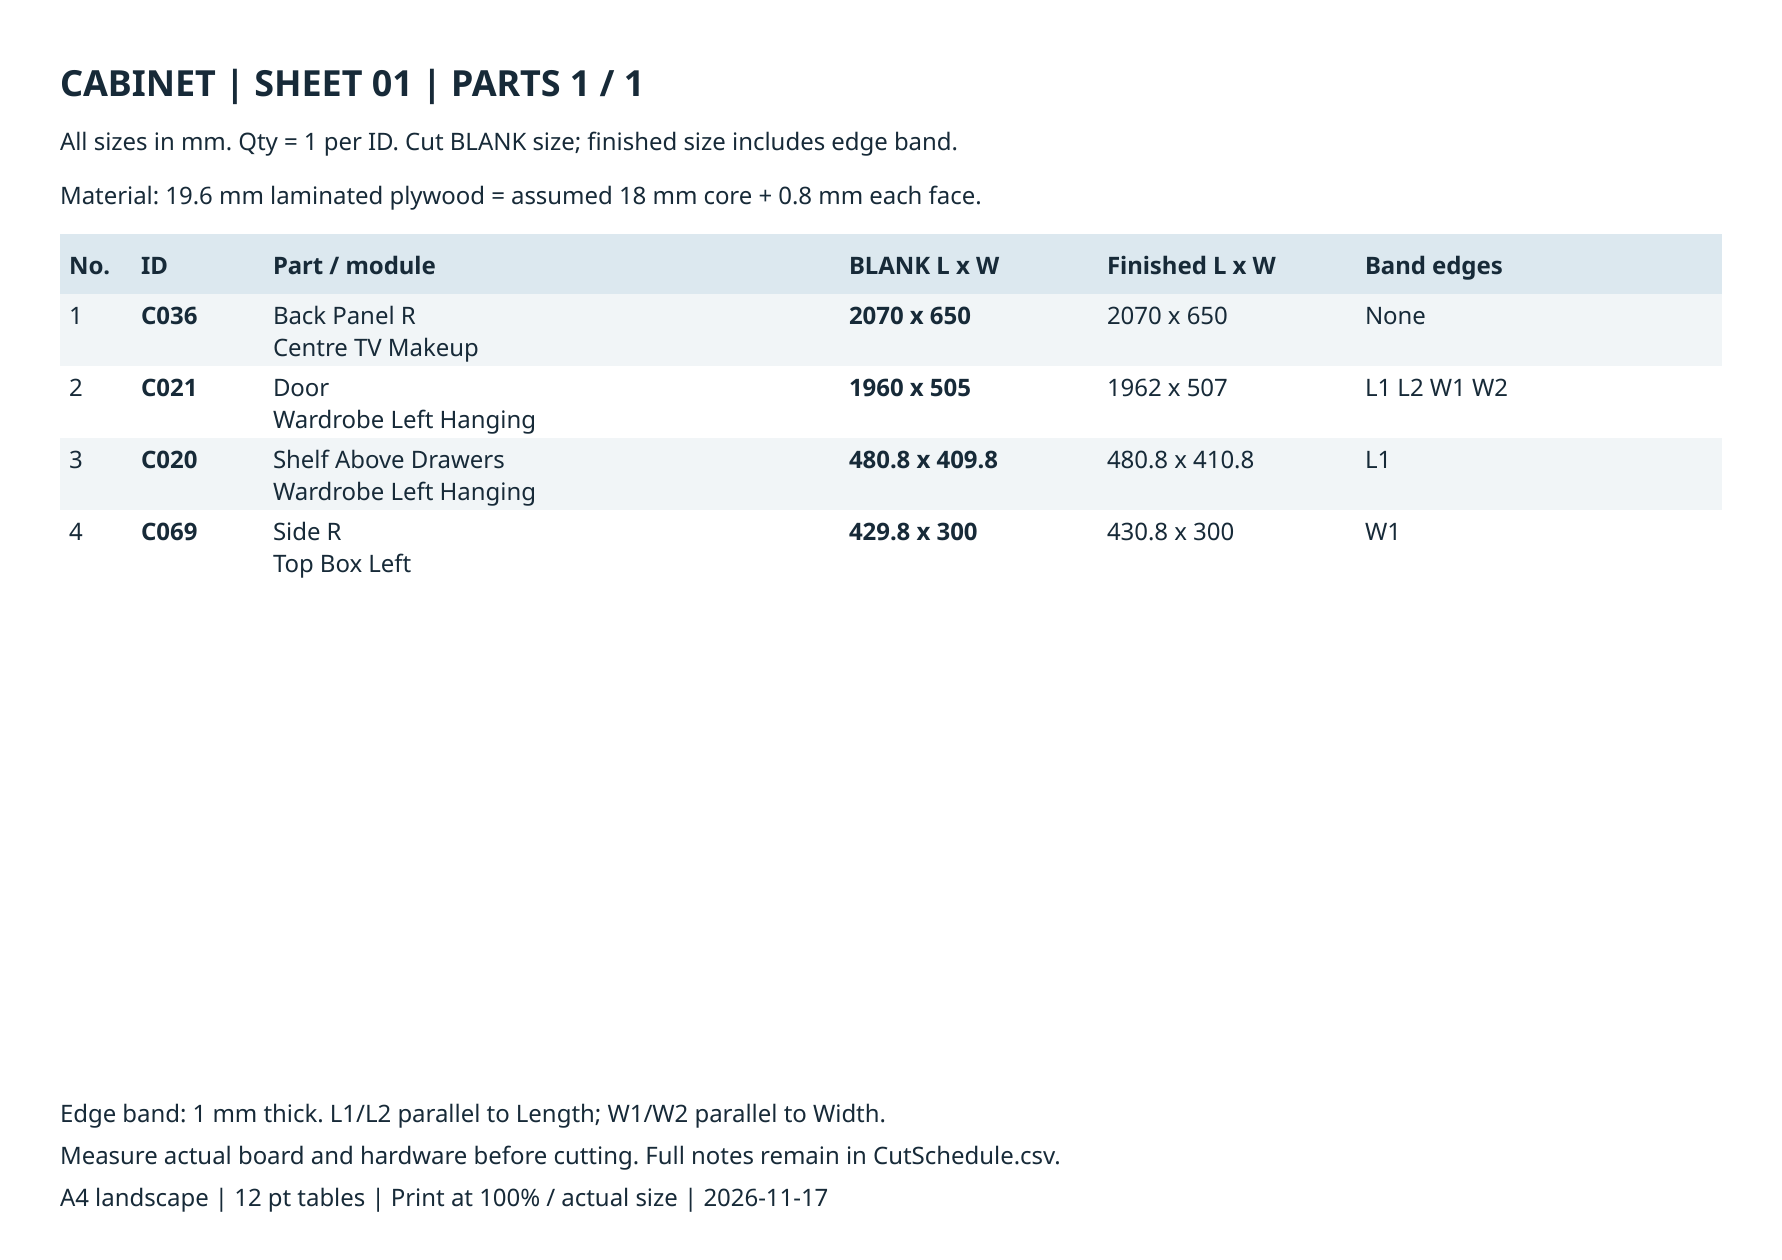 CABINET | SHEET 01 | PARTS 1 / 1
All sizes in mm. Qty = 1 per ID. Cut BLANK size; finished size includes edge band.
Material: 19.6 mm laminated plywood = assumed 18 mm core + 0.8 mm each face.
No. ID Part / module BLANK L x W Finished L x W Band edges
1 C036 Back Panel R 2070 x 650 2070 x 650 None
Centre TV Makeup
2 C021 Door 1960 x 505 1962 x 507 L1 L2 W1 W2
Wardrobe Left Hanging
3 C020 Shelf Above Drawers 480.8 x 409.8 480.8 x 410.8 L1
Wardrobe Left Hanging
4 C069 Side R 429.8 x 300 430.8 x 300 W1
Top Box Left
Edge band: 1 mm thick. L1/L2 parallel to Length; W1/W2 parallel to Width.
Measure actual board and hardware before cutting. Full notes remain in CutSchedule.csv.
A4 landscape | 12 pt tables | Print at 100% / actual size | 2026-11-17